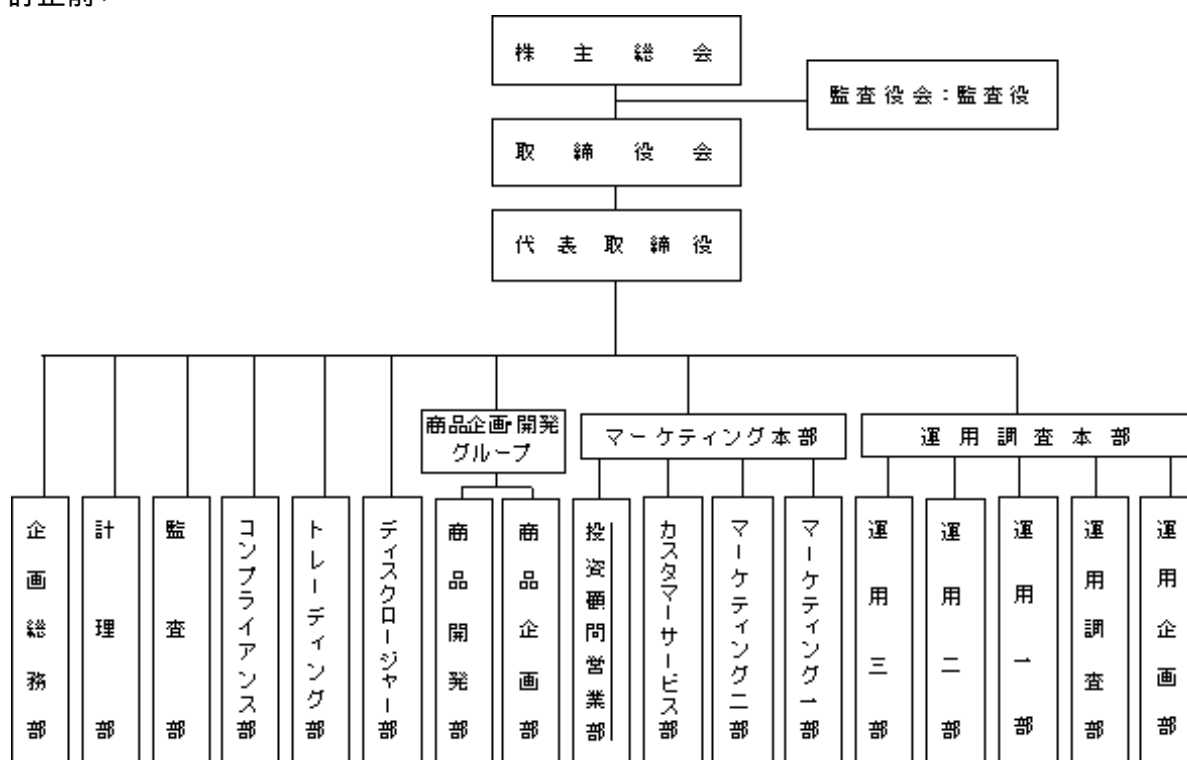 株主総会
監査役会：監査役
取締役会
代表取締役
商品企画・開発
グループ
マーケティング本部
運用調査本部
企画総務部
計理部
監査部
コンプライアンス部
トレーディング部
ディスクロージャー部
商品開発部
商品企画部
投資顧問営業部
カスタマーサービス部
マーケティング二部
マーケティング一部
運用三部
運用二部
運用一部
運用調査部
運用企画部